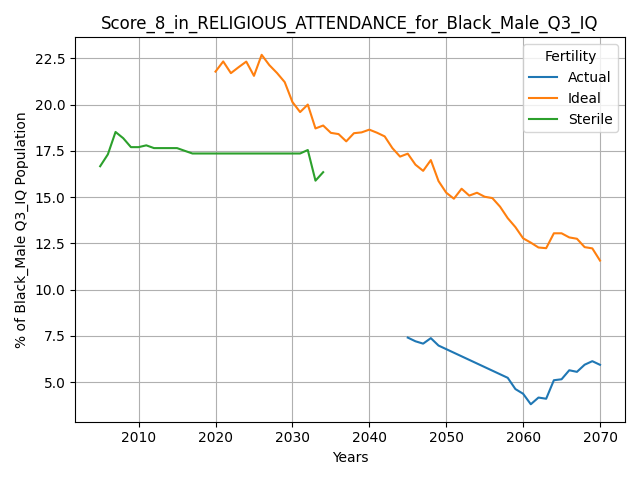 Score_8_in_RELIGIOUS_ATTENDANCE_for_Black_Male_Q3_IQ
% of Black_Male Q3_IQ Population
22.5
20.0
17.5
15.0
12.5
10.0
7.5
5.0
Fertility
Actual
Ideal
Sterile
2010 2020 2030 2040 2050 2060 2070
Years